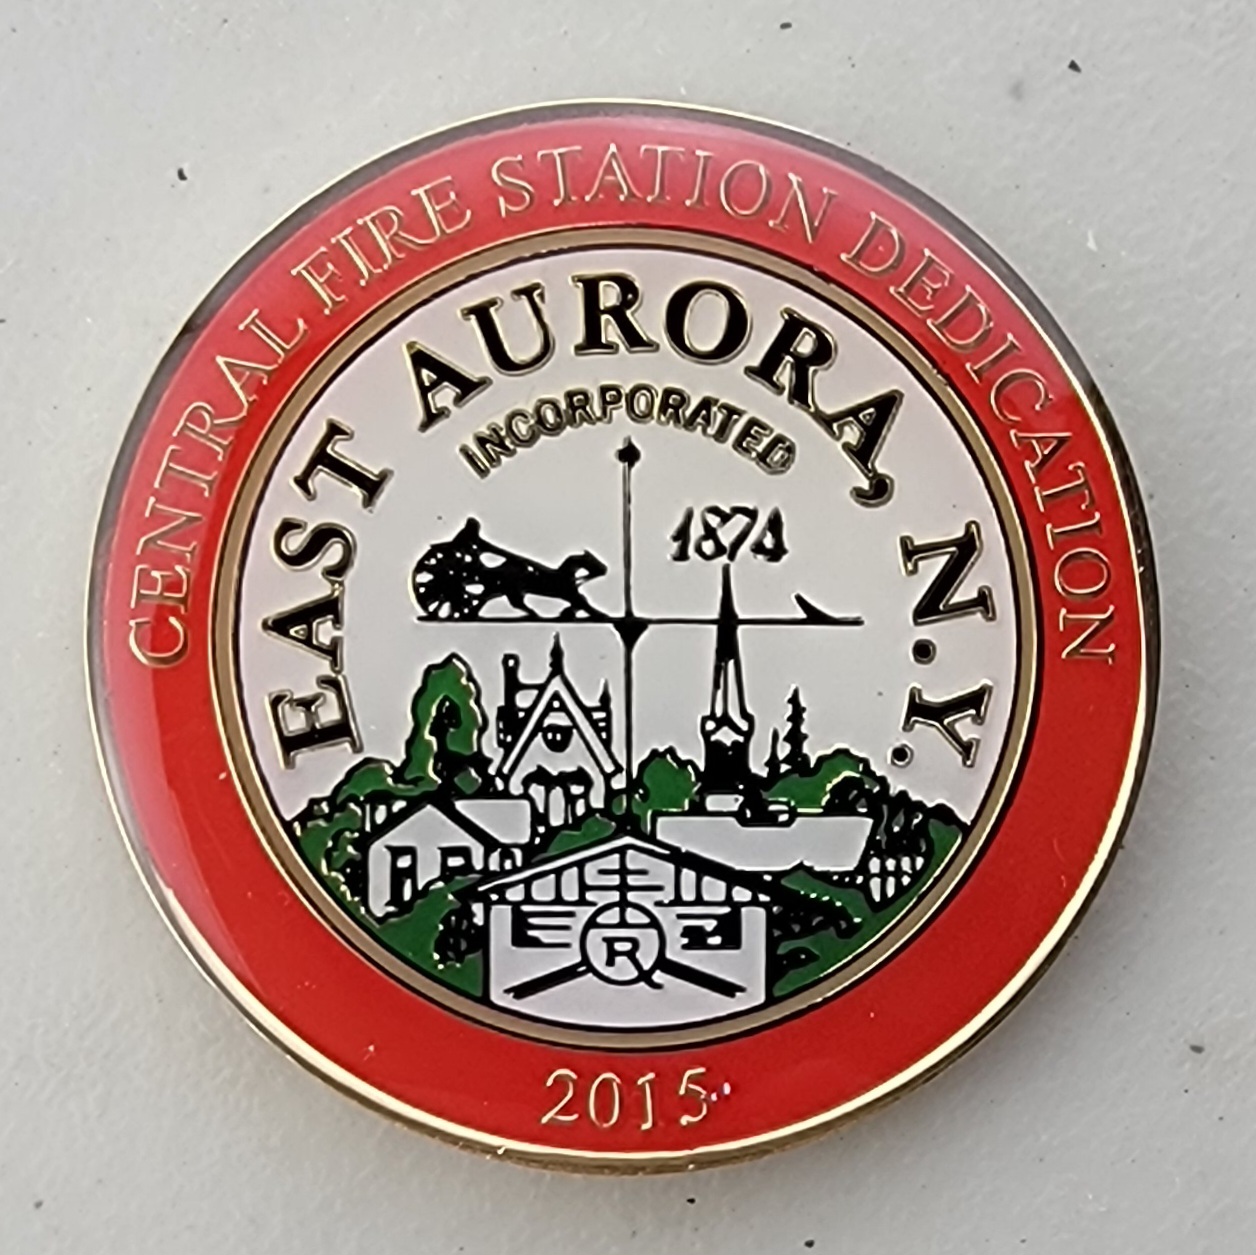 CENTRAL FIRE STATION DEDICATION
EAST AURORA, N.Y.
INCORPORATED
1874
R
2015